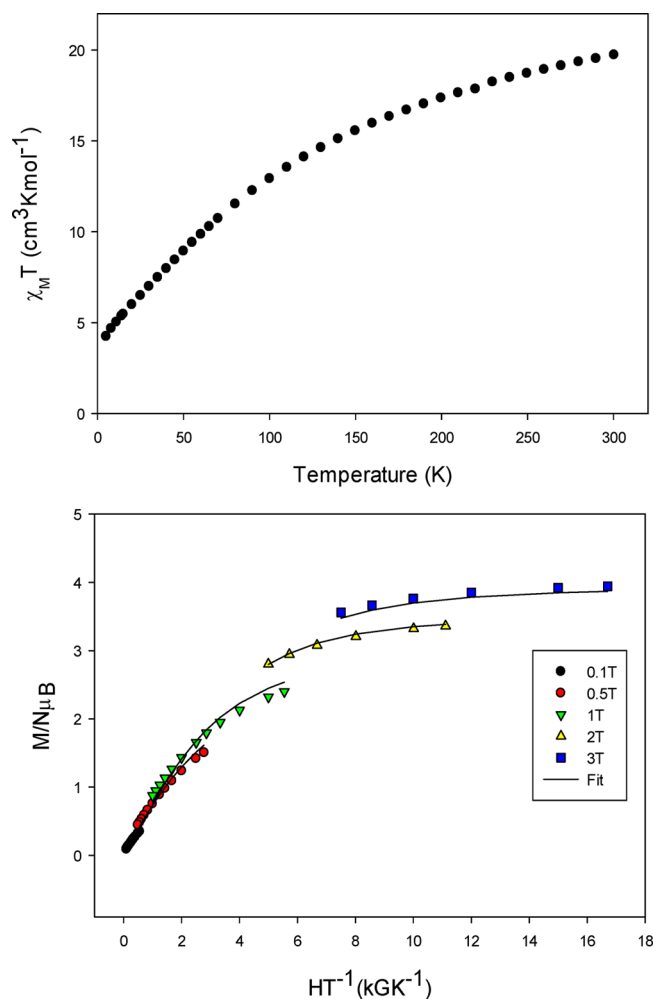 20
15
10
5
0
χMT (cm³Kmol⁻¹)
0 50 100 150 200 250 300
Temperature (K)
5
4
3
2
1
0
M/NμB
0.1T
0.5T
1T
2T
3T
Fit
0 2 4 6 8 10 12 14 16 18
HT⁻¹(kGK⁻¹)